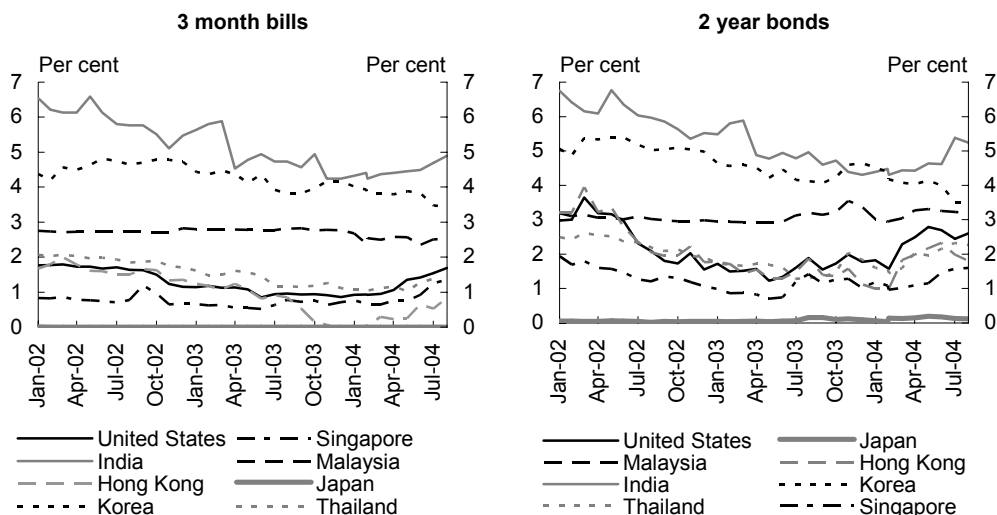 3 month bills
Per cent Per cent
7 7
6 6
5 5
4 4
3 3
2 2
1 1
0 0
Jan-02 Apr-02 Jul-02 Oct-02 Jan-03 Apr-03 Jul-03 Oct-03 Jan-04 Apr-04 Jul-04
United States Singapore
India Malaysia
Hong Kong Japan
Korea Thailand
2 year bonds
Per cent Per cent
7 7
6 6
5 5
4 4
3 3
2 2
1 1
0 0
Jan-02 Apr-02 Jul-02 Oct-02 Jan-03 Apr-03 Jul-03 Oct-03 Jan-04 Apr-04 Jul-04
United States Japan
Malaysia Hong Kong
India Korea
Thailand Singapore